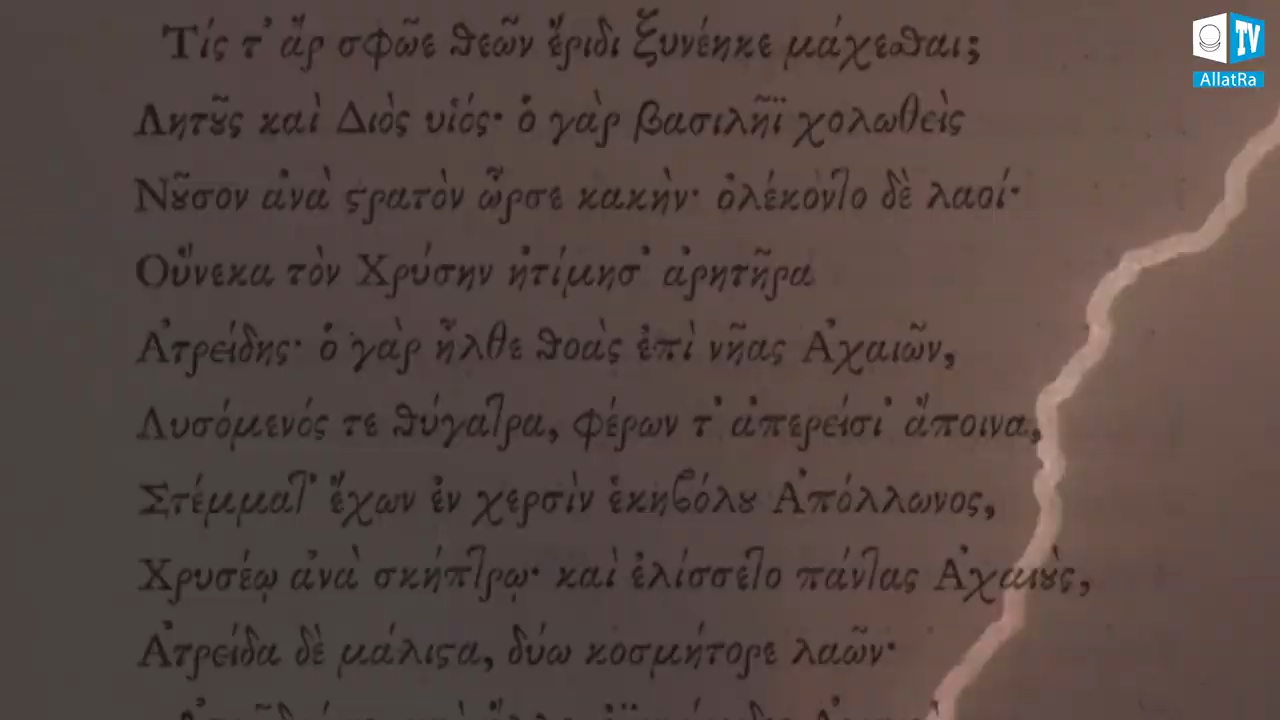 Τίς τ' ἄρ σφῶε θεῶν ἔριδι ξυνέηκε μάχεσθαι;
Λητοῦς καὶ Διὸς υἱός· ὁ γὰρ βασιλῆϊ χολωθεὶς
Νοῦσον ἀνὰ στρατὸν ὦρσε κακὴν· ὀλέκοντο δὲ λαοί·
Οὕνεκα τὸν Χρύσην ἠτίμησ' ἀρητῆρα
Ἀτρείδης· ὁ γὰρ ἦλθε θοὰς ἐπὶ νῆας Ἀχαιῶν,
Λυσόμενός τε θύγατρα, φέρων τ' ἀπερείσι' ἄποινα,
Στέμματ' ἔχων ἐν χερσὶν ἑκηβόλου Ἀπόλλωνος,
Χρυσέῳ ἀνὰ σκήπτρῳ· καὶ ἐλίσσετο πάντας Ἀχαιοὺς,
Ἀτρείδα δὲ μάλιστα, δύω κοσμήτορε λαῶν·
TV
AllatRa